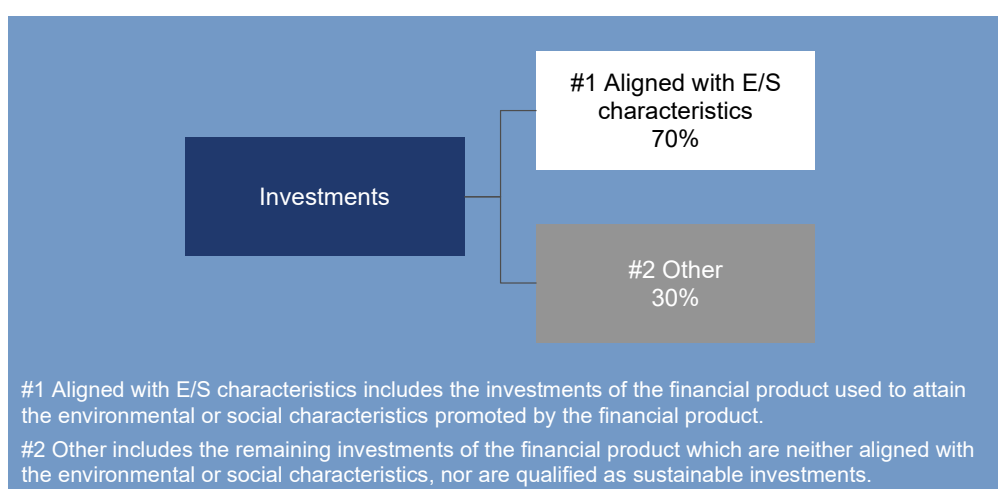 #1 Aligned with E/S
characteristics
70%
Investments
#2 Other
30%
#1 Aligned with E/S characteristics includes the investments of the financial product used to attain
the environmental or social characteristics promoted by the financial product.
#2 Other includes the remaining investments of the financial product which are neither aligned with
the environmental or social characteristics, nor are qualified as sustainable investments.